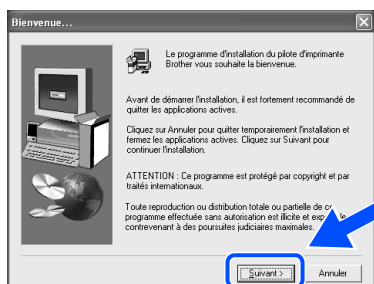 Bienvenue...
Le programme d'installation du pilote d'imprimante
Brother vous souhaite la bienvenue.
Avant de démarrer l'installation, il est fortement recommandé de
quitter les applications actives.
Cliquez sur Annuler pour quitter temporairement l'installation et
fermez les applications actives. Cliquez sur Suivant pour
continuer l'installation.
ATTENTION : Ce programme est protégé par copyright et par
traités internationaux.
Toute reproduction ou distribution totale ou partielle de ce
programme effectuée sans autorisation est illicite et expose le
contrevenant à des poursuites judiciaires maximales.
Suivant >
Annuler